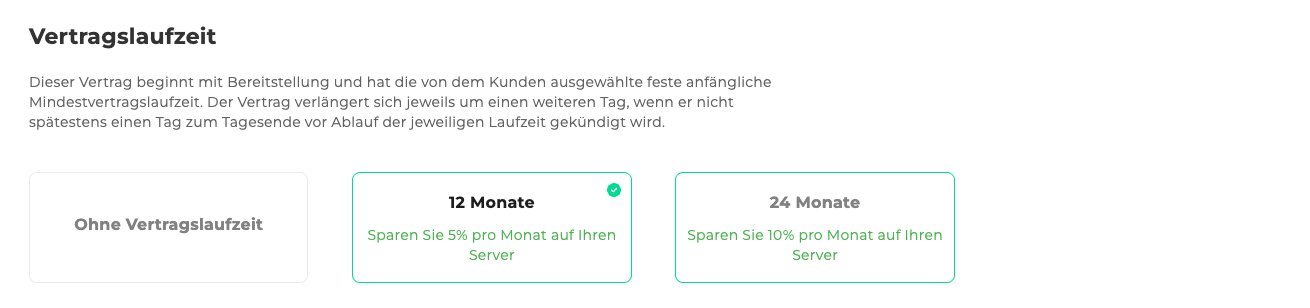 Vertragslaufzeit
Dieser Vertrag beginnt mit Bereitstellung und hat die von dem Kunden ausgewählte feste anfängliche
Mindestvertragslaufzeit. Der Vertrag verlängert sich jeweils um einen weiteren Tag, wenn er nicht
spätestens einen Tag zum Tagesende vor Ablauf der jeweiligen Laufzeit gekündigt wird.
Ohne Vertragslaufzeit
12 Monate
Sparen Sie 5% pro Monat auf Ihren
Server
24 Monate
Sparen Sie 10% pro Monat auf Ihren
Server